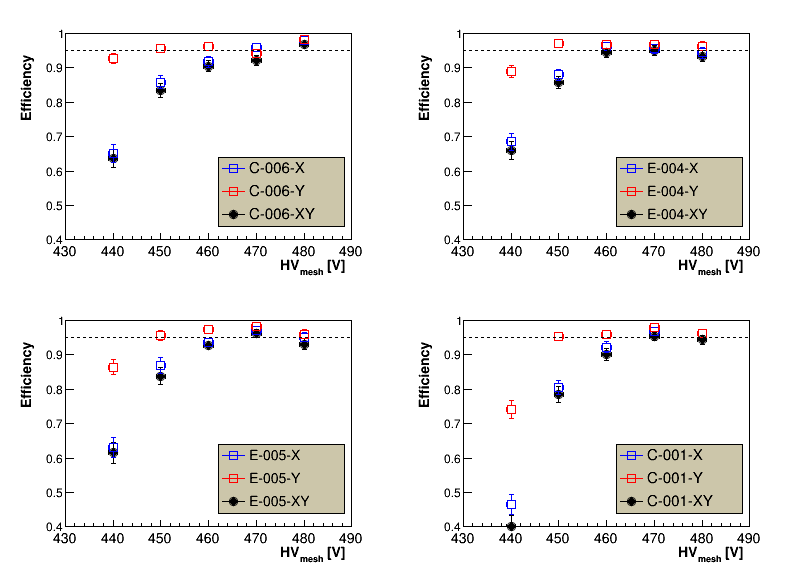 1
0.9
0.8
0.7
0.6
0.5
0.4
Efficiency
C-006-X
C-006-Y
C-006-XY
430 440 450 460 470 480 490
HVmesh [V]
1
0.9
0.8
0.7
0.6
0.5
0.4
Efficiency
E-004-X
E-004-Y
E-004-XY
430 440 450 460 470 480 490
HVmesh [V]
1
0.9
0.8
0.7
0.6
0.5
0.4
Efficiency
E-005-X
E-005-Y
E-005-XY
430 440 450 460 470 480 490
HVmesh [V]
1
0.9
0.8
0.7
0.6
0.5
0.4
Efficiency
C-001-X
C-001-Y
C-001-XY
430 440 450 460 470 480 490
HVmesh [V]